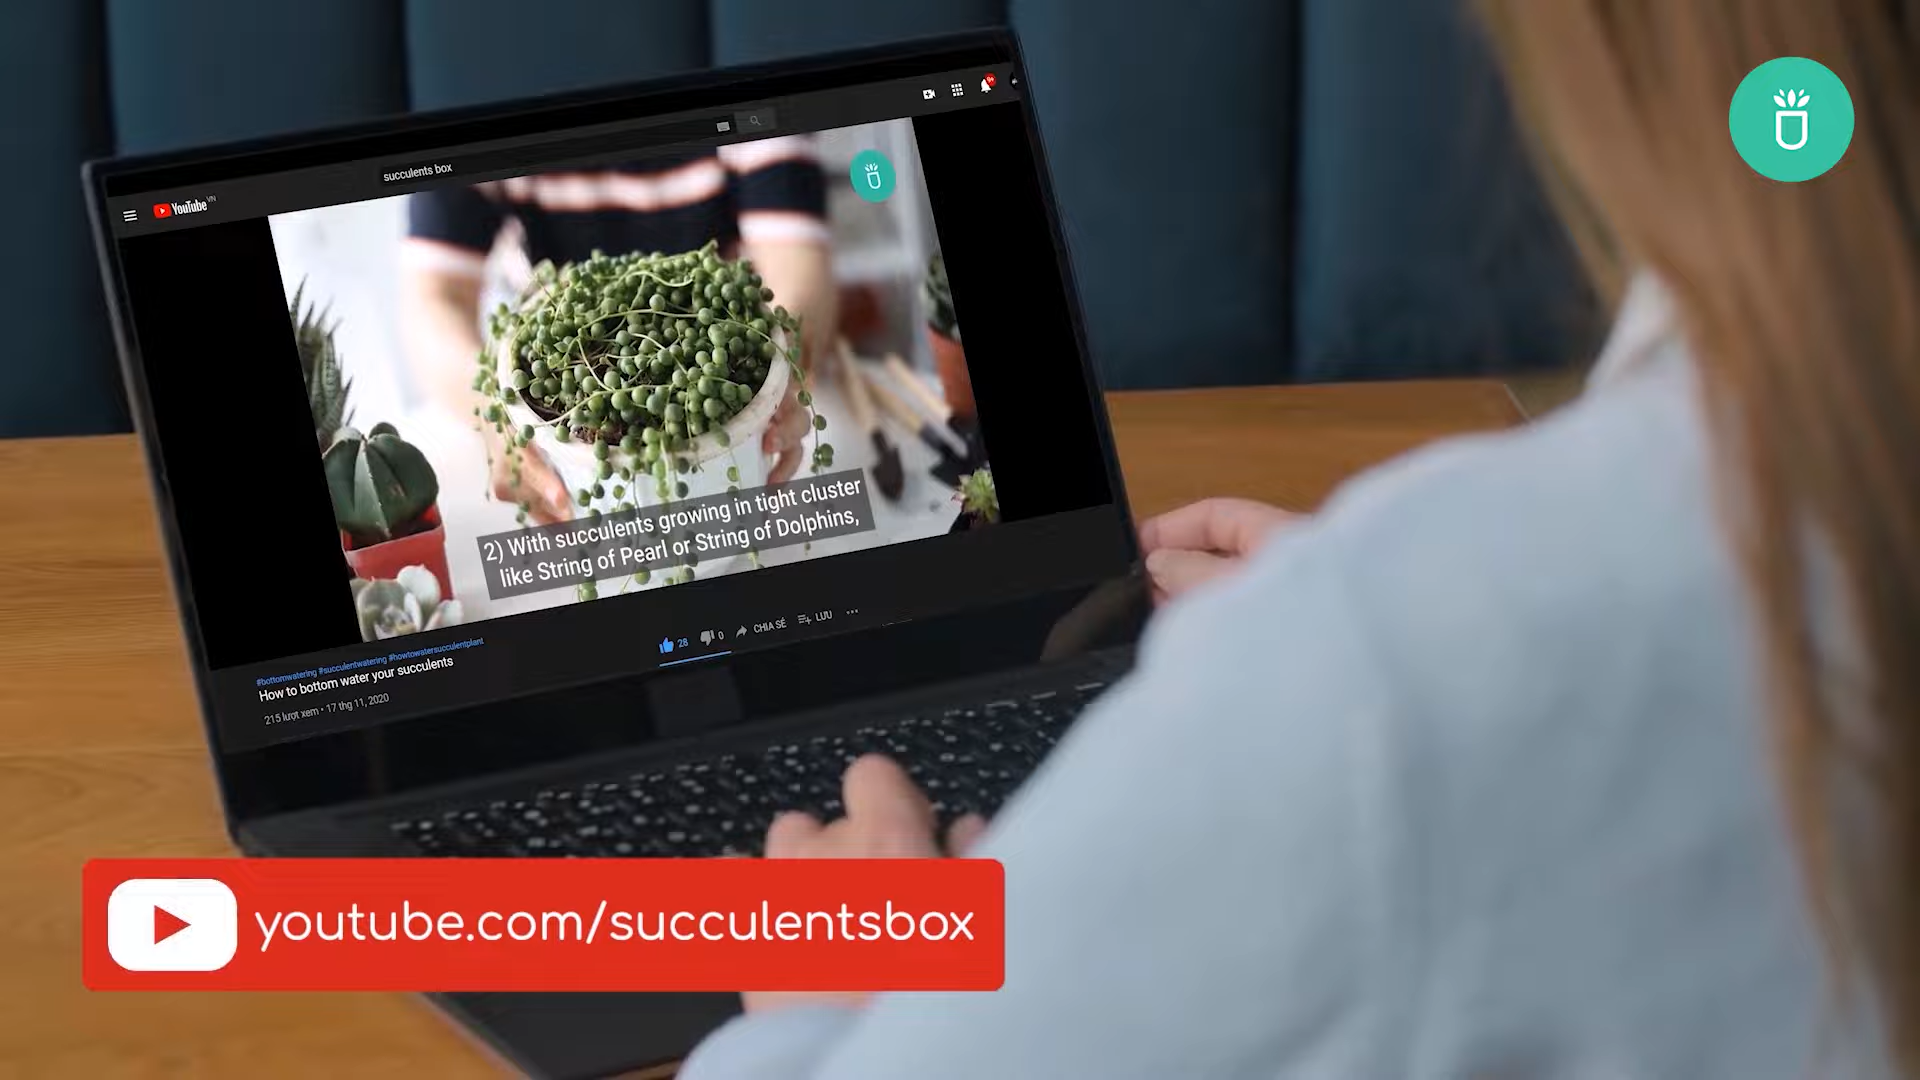 succulents box
YouTube VN
9+
2) With succulents growing in tight cluster
like String of Pearl or String of Dolphins,
#bottomwatering #succulentwatering #howtowatersucculentplant
How to bottom water your succulents
215 lượt xem • 17 thg 11, 2020
28
0
CHIA SẺ
LƯU
youtube.com/succulentsbox